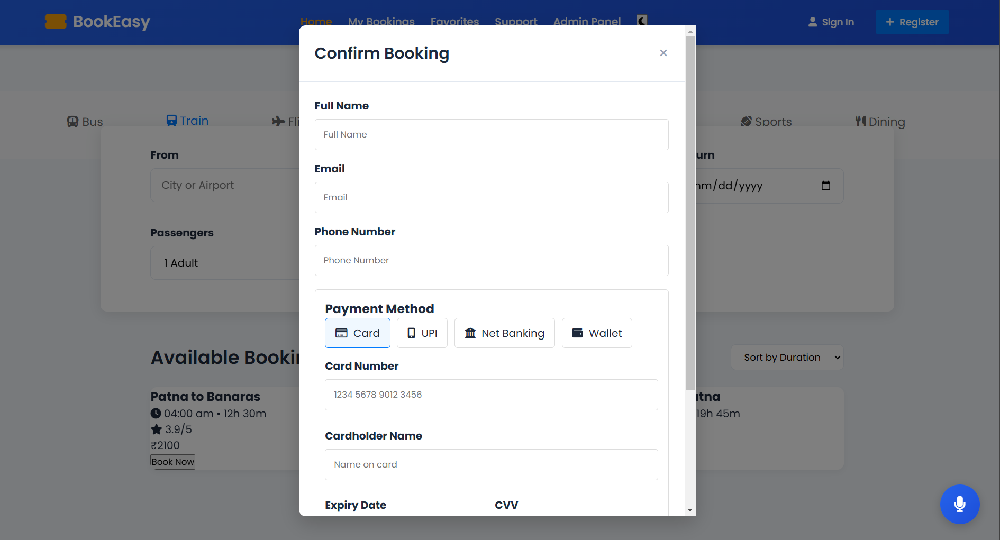 BookEasy
Home My Bookings Favorites Support Admin Panel
Sign In
Register
Confirm Booking
Bus Train Sports Dining
Full Name
Full Name
Email
Email
Phone Number
Phone Number
Payment Method
Card UPI Net Banking Wallet
Card Number
1234 5678 9012 3456
Cardholder Name
Name on card
Expiry Date CVV
From
City or Airport
mm/dd/yyyy
Passengers
1 Adult
Available
Sort by Duration
Patna to Banaras
04:00 am • 12h 30m
3.9/5
₹2100
Book Now
19h 45m